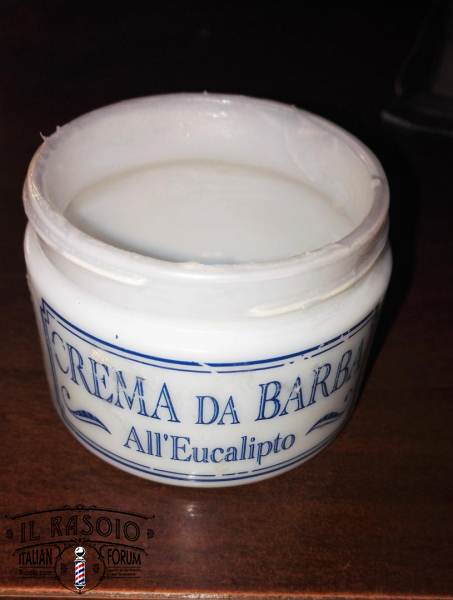 CREMA DA BARBA
All'Eucalipto
IL RASOIO
ITALIAN FORUM